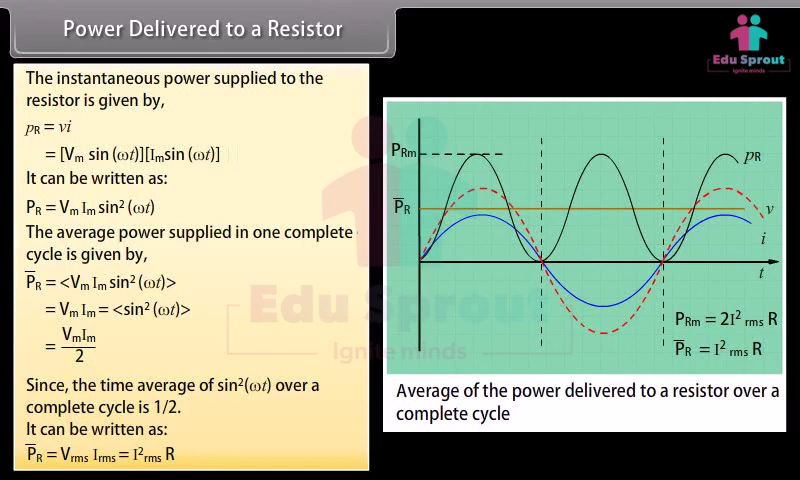 Power Delivered to a Resistor
Edu Sprout
Ignite minds
The instantaneous power supplied to the
resistor is given by,
pR = vi
= [Vm sin (ωt)][Im sin (ωt)]
It can be written as:
PR = Vm Im sin² (ωt)
The average power supplied in one complete
cycle is given by,
P̅R = <Vm Im sin² (ωt)>
= Vm Im = <sin² (ωt)>
= VmIm/2
Since, the time average of sin²(ωt) over a
complete cycle is 1/2.
It can be written as:
P̅R = Vrms Irms = I²rms R
PRm
pR
P̅R
v
i
t
PRm = 2I² rms R
P̅R = I² rms R
Average of the power delivered to a resistor over a
complete cycle
Edu Sprout
Ignite minds